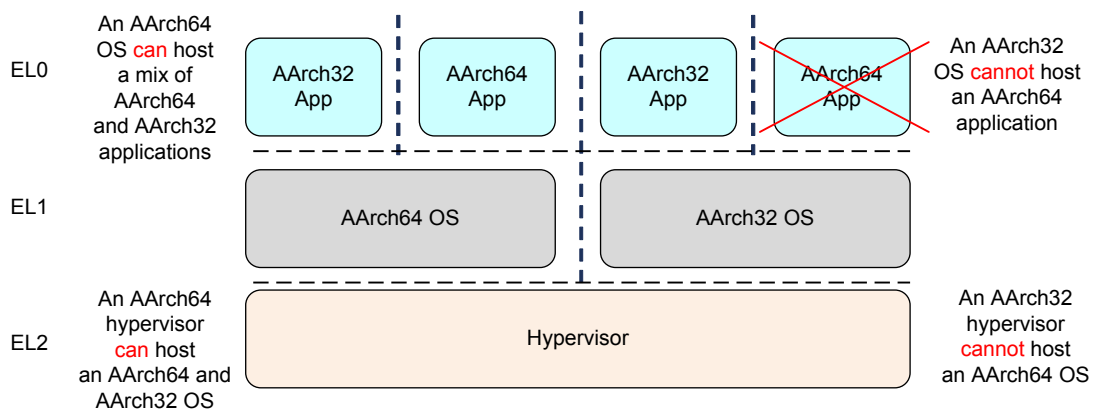 An AArch64
OS can host
a mix of
AArch64
and AArch32
applications
EL0
AArch32
App
AArch64
App
AArch32
App
AArch64
App
An AArch32
OS cannot host
an AArch64
application
EL1
AArch64 OS
AArch32 OS
EL2
An AArch64
hypervisor
can host
an AArch64 and
AArch32 OS
Hypervisor
An AArch32
hypervisor
cannot host
an AArch64 OS